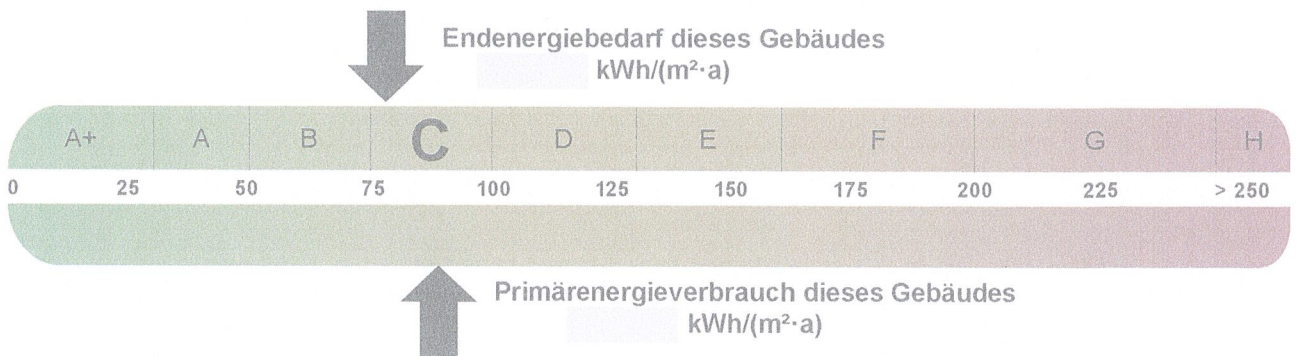 Endenergiebedarf dieses Gebäudes
kWh/(m²·a)
A+ A B C D E F G H
0 25 50 75 100 125 150 175 200 225 > 250
Primärenergieverbrauch dieses Gebäudes
kWh/(m²·a)